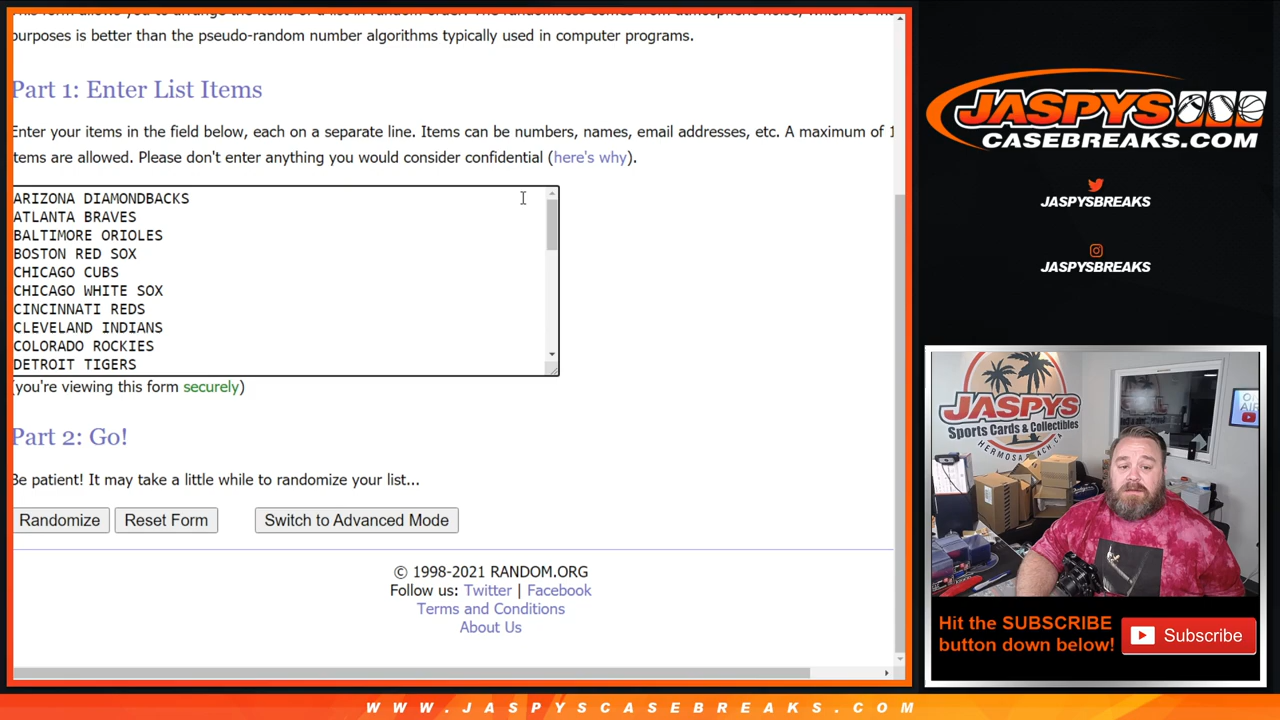 purposes is better than the pseudo-random number algorithms typically used in computer programs.
Part 1: Enter List Items
Enter your items in the field below, each on a separate line. Items can be numbers, names, email addresses, etc. A maximum of 1
items are allowed. Please don't enter anything you would consider confidential (here's why).
ARIZONA DIAMONDBACKS
ATLANTA BRAVES
BALTIMORE ORIOLES
BOSTON RED SOX
CHICAGO CUBS
CHICAGO WHITE SOX
CINCINNATI REDS
CLEVELAND INDIANS
COLORADO ROCKIES
DETROIT TIGERS
(you're viewing this form securely)
Part 2: Go!
Be patient! It may take a little while to randomize your list...
Randomize Reset Form Switch to Advanced Mode
© 1998-2021 RANDOM.ORG
Follow us: Twitter | Facebook
Terms and Conditions
About Us
JASPYS
CASEBREAKS.COM
JASPYSBREAKS
JASPYSBREAKS
JASPYS
Sports Cards & Collectibles
HERMOSA BEACH CA
Hit the SUBSCRIBE
button down below!
Subscribe
WWW.JASPYSCASEBREAKS.COM